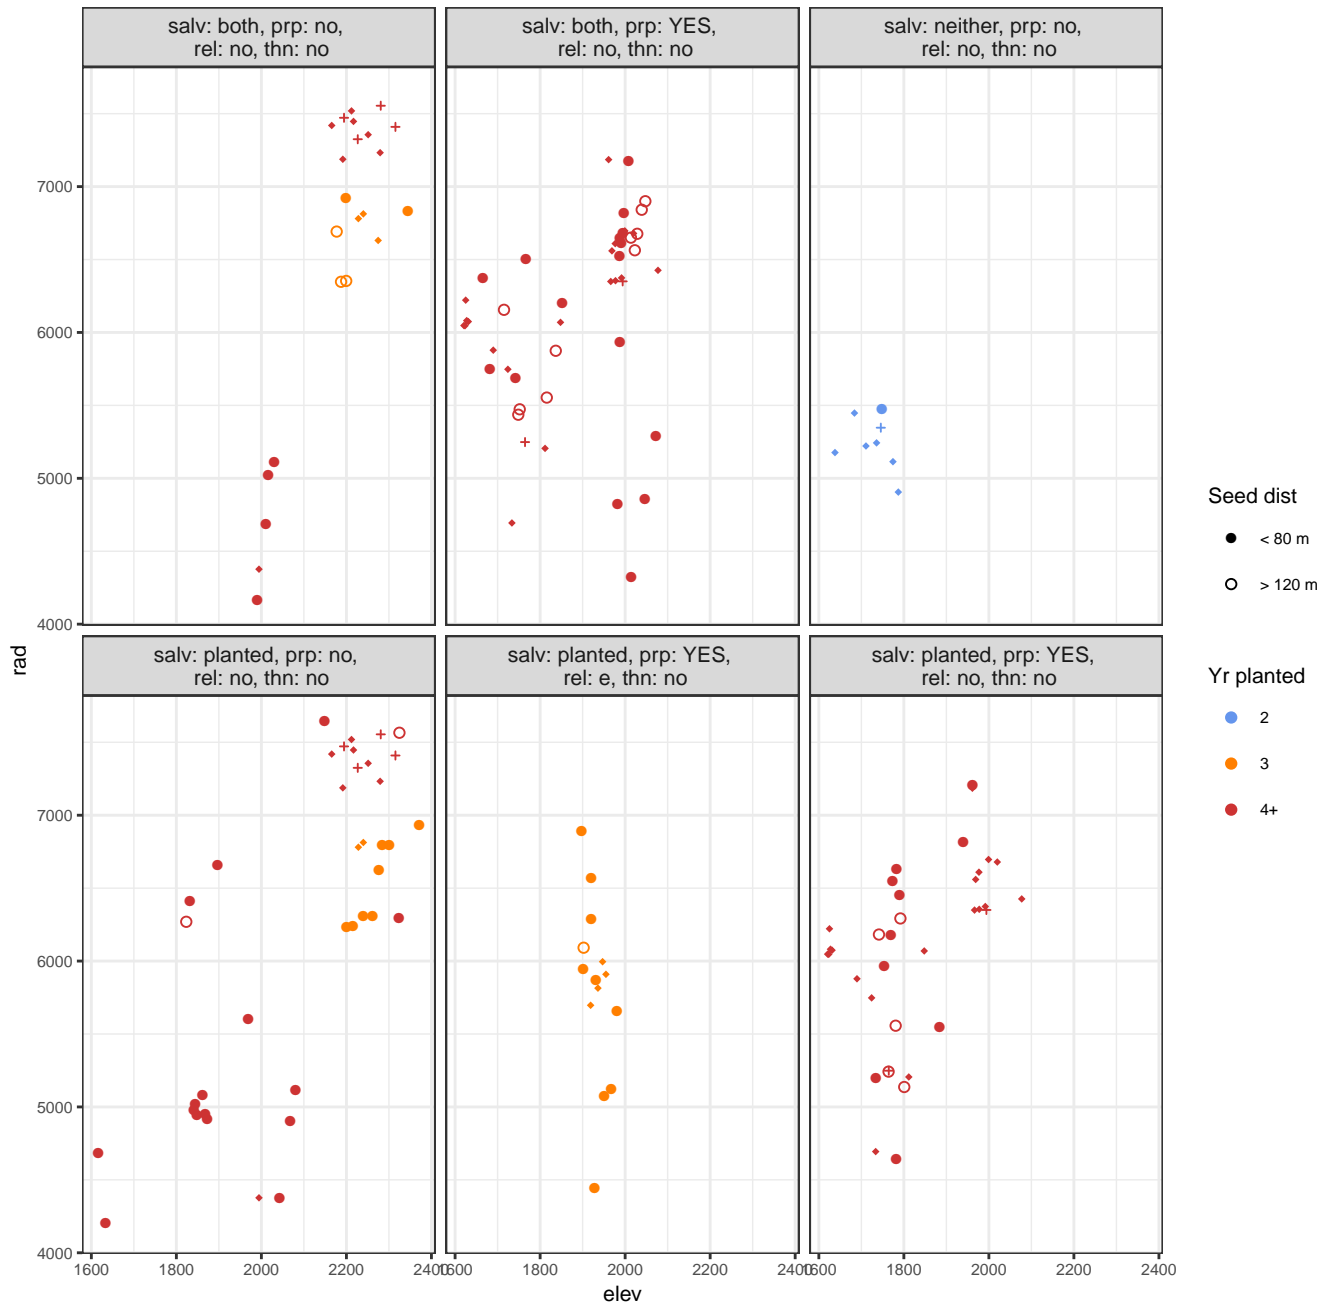 salv: both, prp: no,
rel: no, thn: no
salv: both, prp: YES,
rel: no, thn: no
salv: neither, prp: no,
rel: no, thn: no
7000
6000
5000
4000
salv: planted, prp: no,
rel: no, thn: no
salv: planted, prp: YES,
rel: e, thn: no
salv: planted, prp: YES,
rel: no, thn: no
7000
6000
5000
4000
1600
1800
2000
2200
2400
1600
1800
2000
2200
2400
1600
1800
2000
2200
2400
elev
rad
Seed dist
< 80 m
> 120 m
Yr planted
2
3
4+